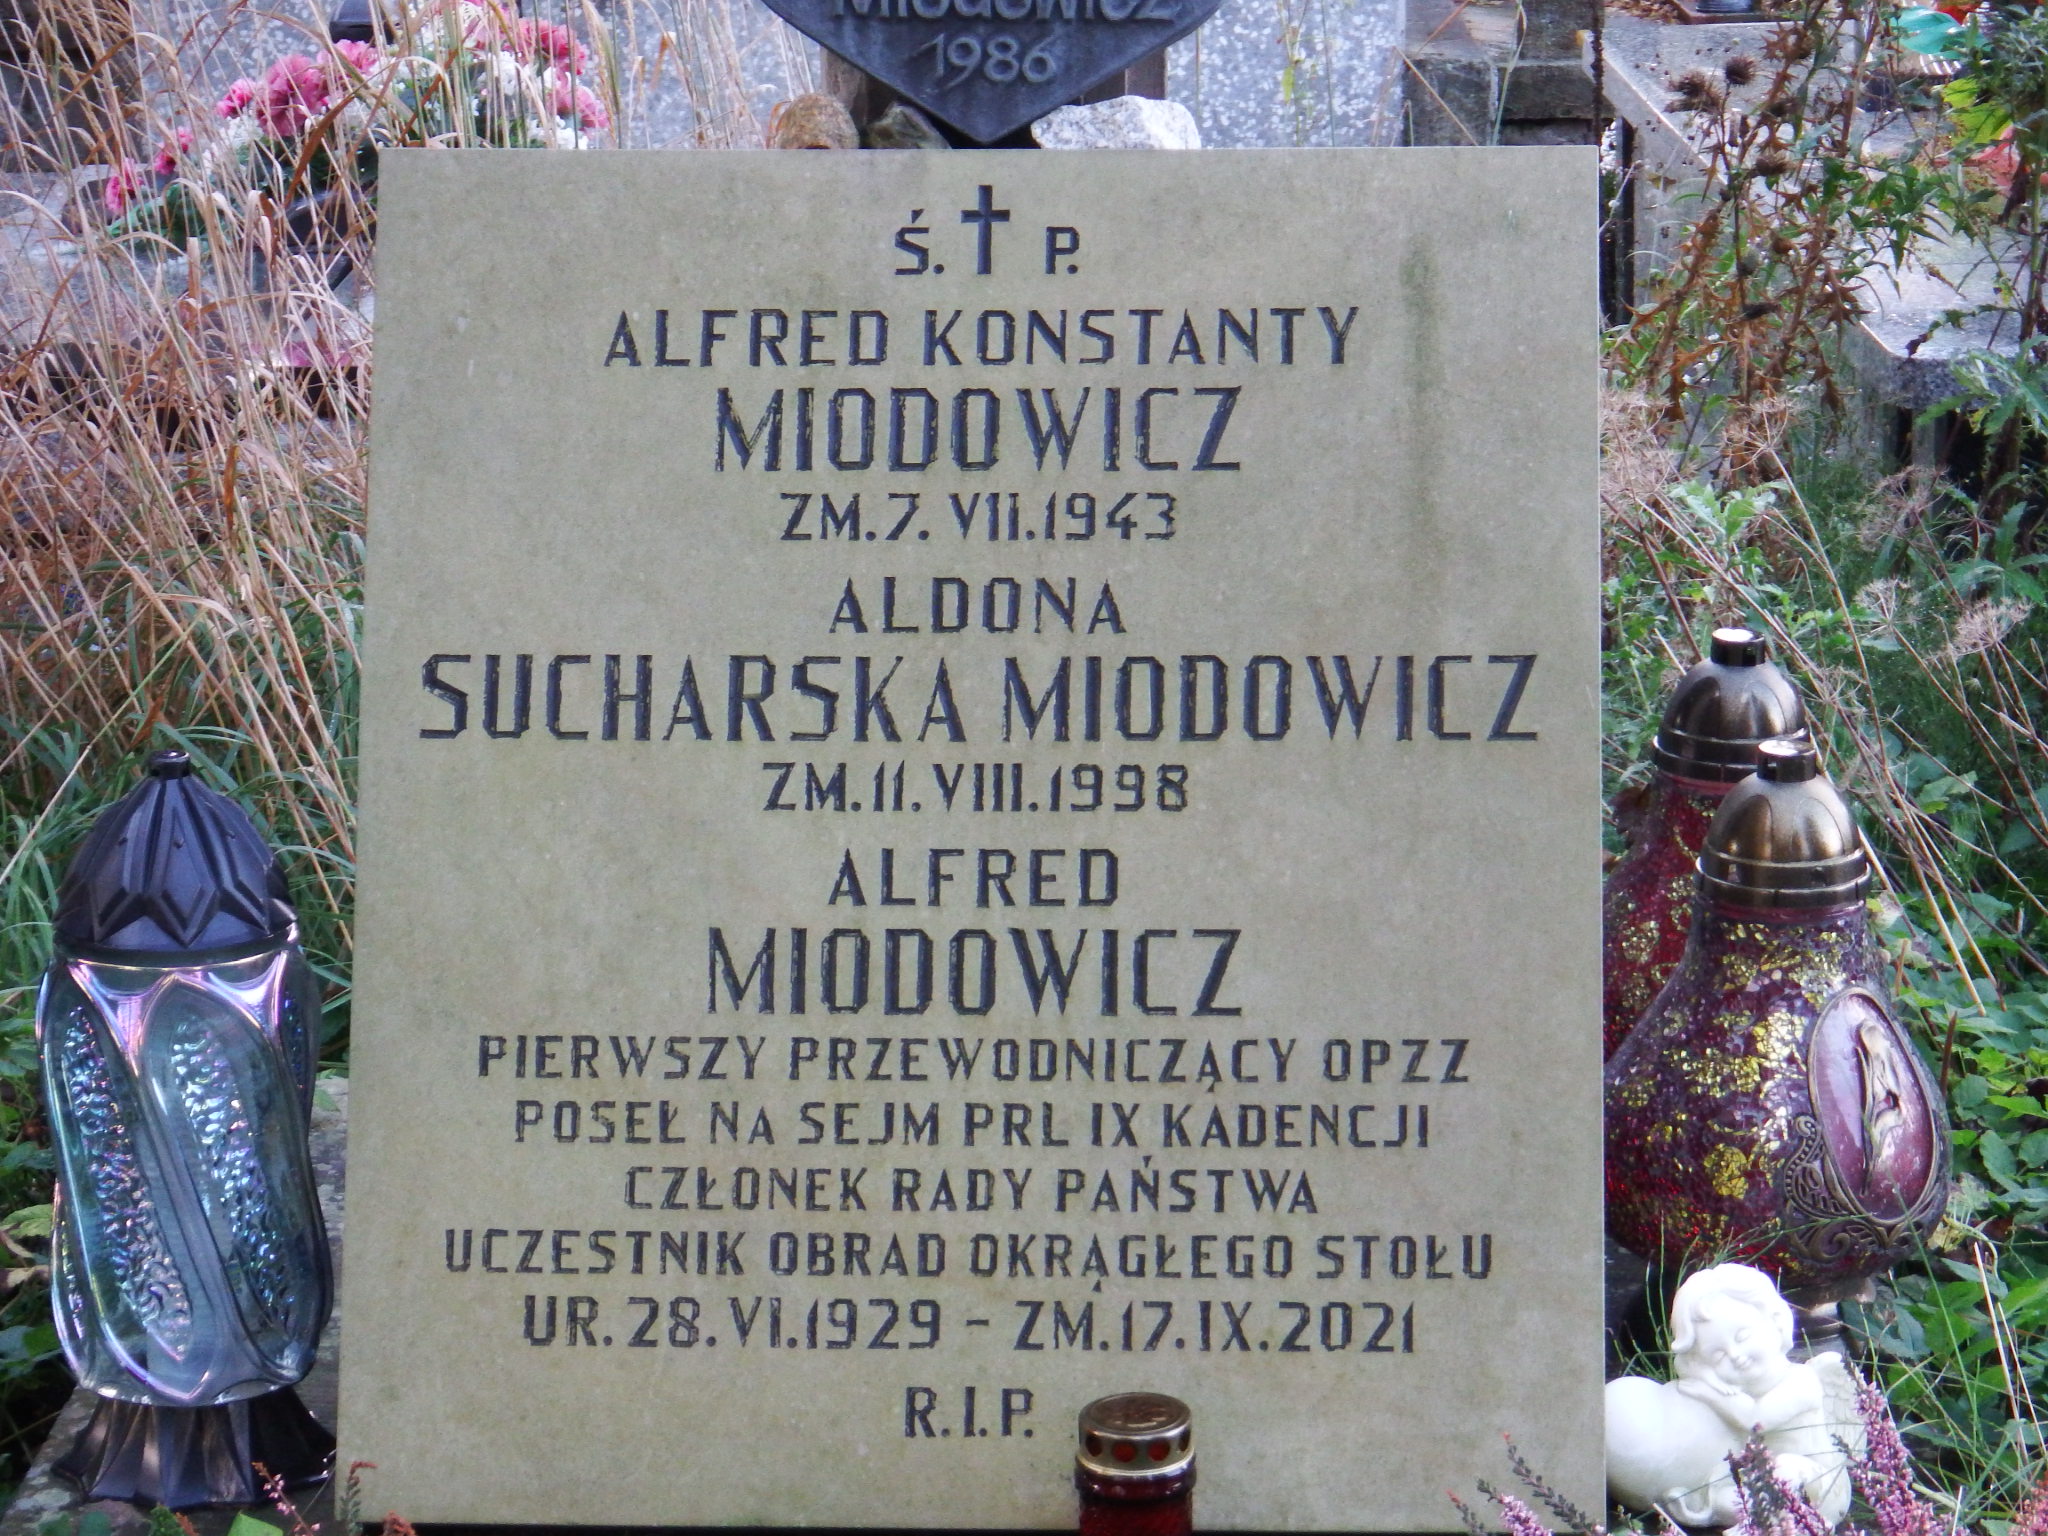 Miodowicz
1986
Ś. P.
ALFRED KONSTANTY
MIODOWICZ
ZM.7.VII.1943
ALDONA
SUCHARSKA MIODOWICZ
ZM.11.VIII.1998
ALFRED
MIODOWICZ
PIERWSZY PRZEWODNICZĄCY OPZZ
POSEŁ NA SEJM PRL IX KADENCJI
CZŁONEK RADY PAŃSTWA
UCZESTNIK OBRAD OKRĄGŁEGO STOŁU
UR.28.VI.1929 - ZM.17.IX.2021
R.I.P.